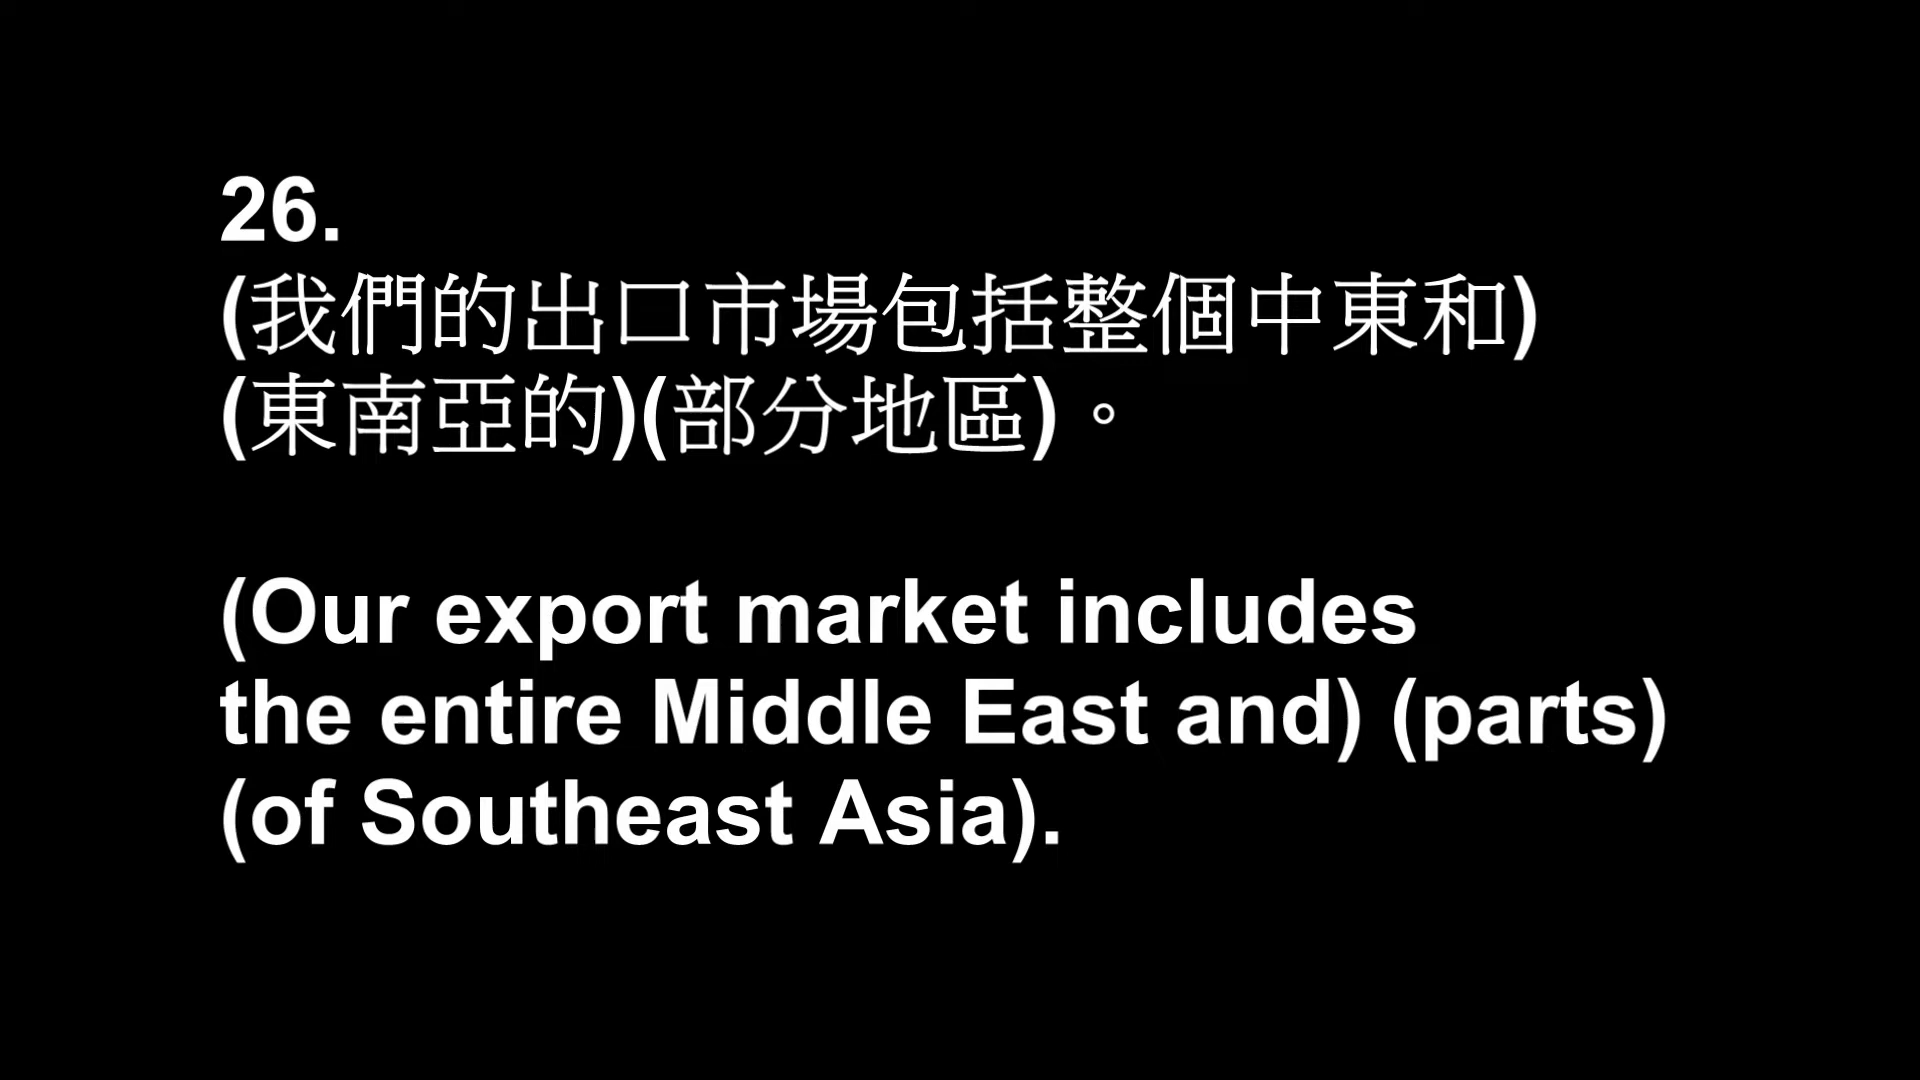 26.
(我們的出口市場包括整個中東和)
(東南亞的)(部分地區)。
(Our export market includes
the entire Middle East and) (parts)
(of Southeast Asia).